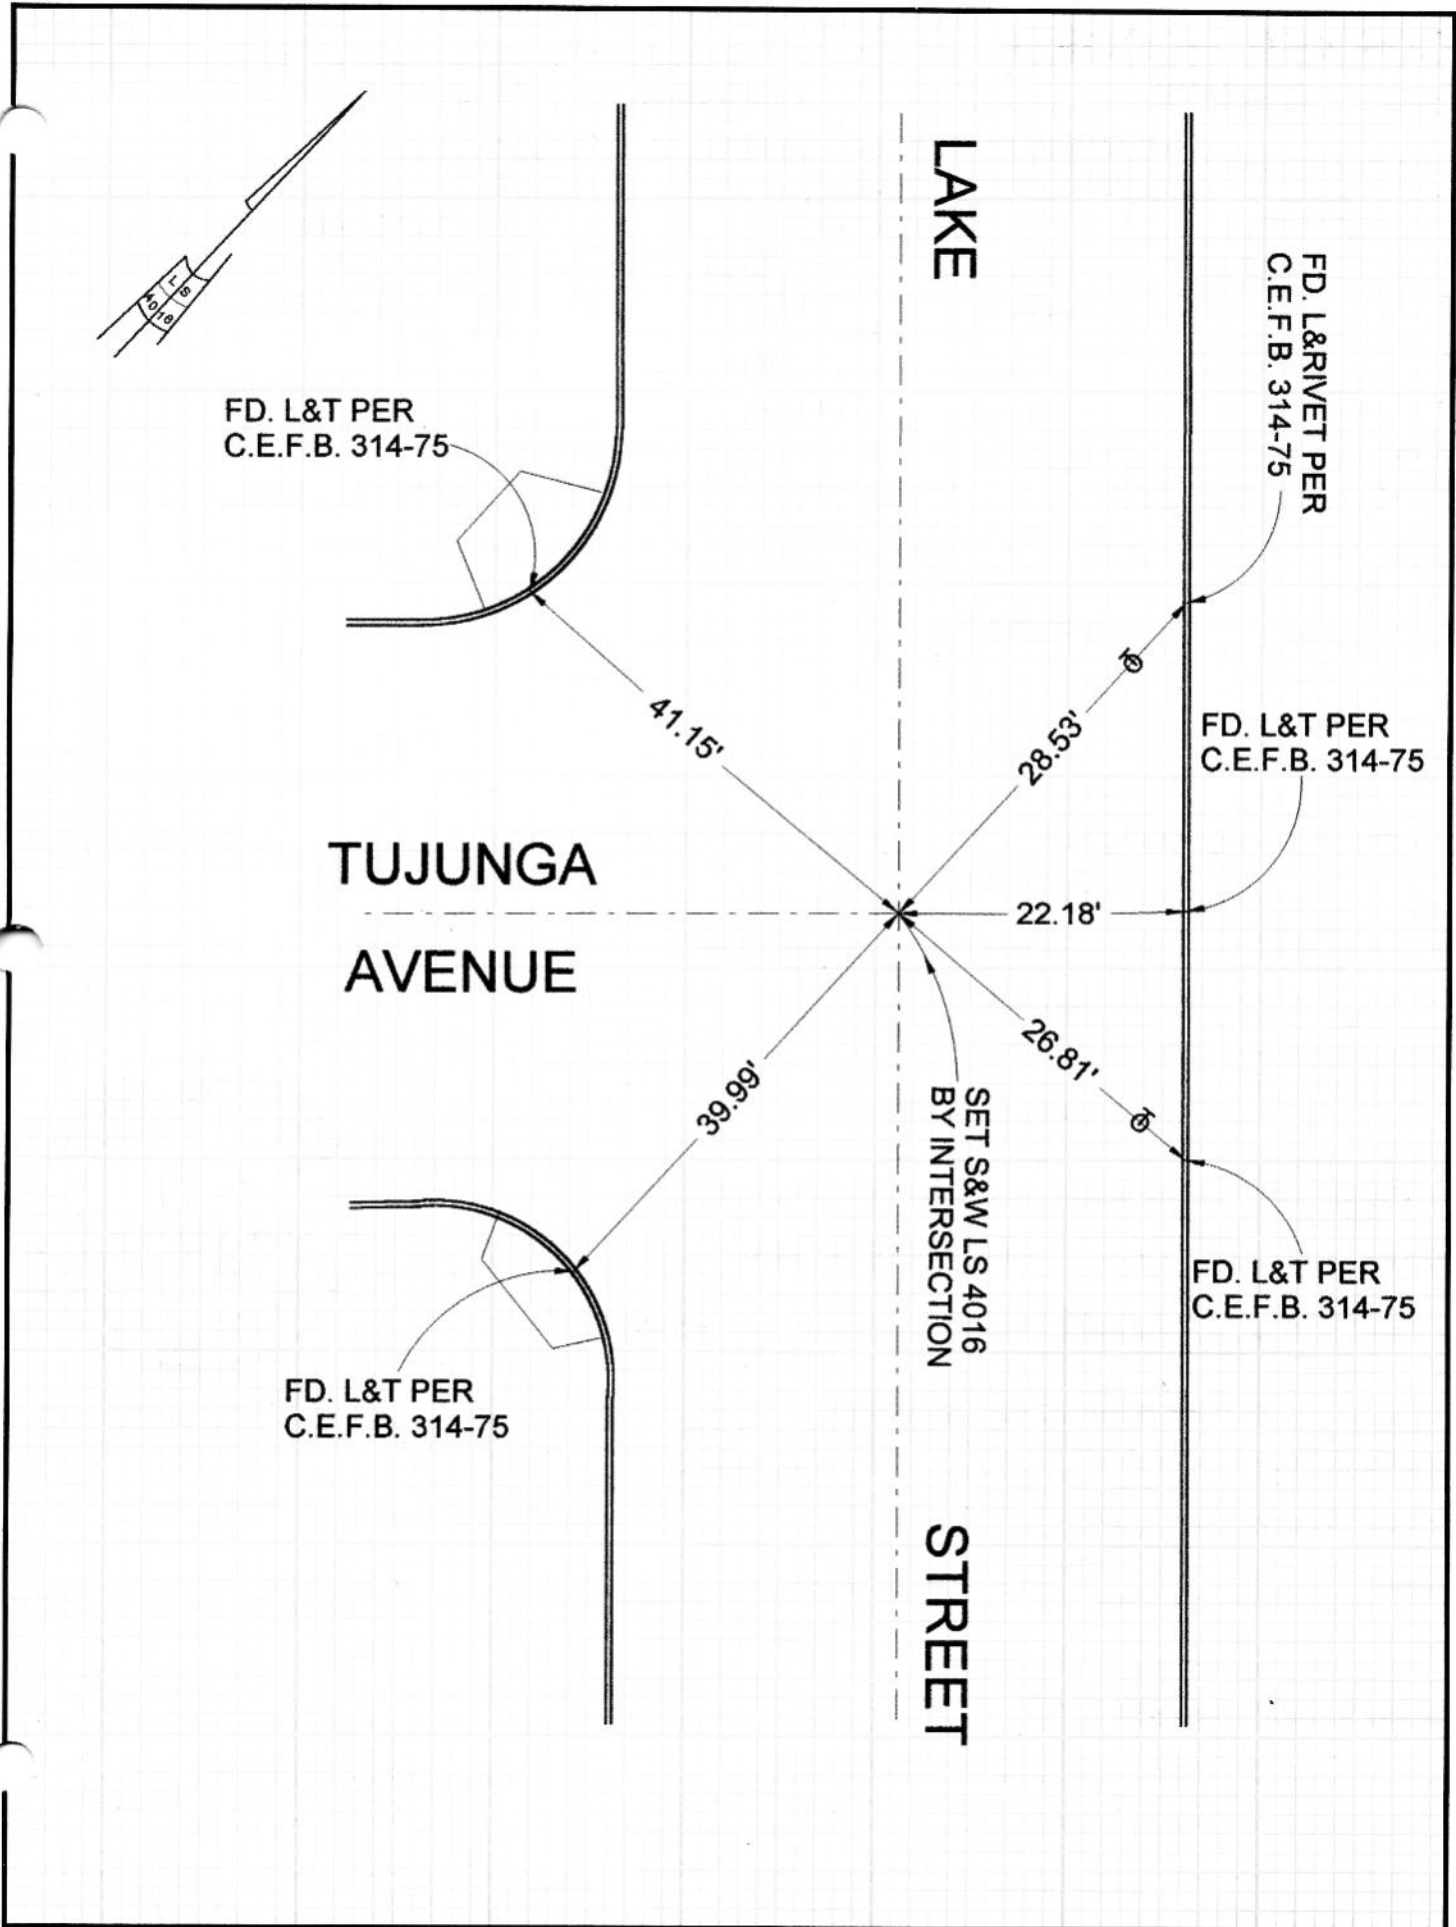 LAKE
FD. L&RIVET PER
C.E.F.B. 314-75
L S
4016
FD. L&T PER
C.E.F.B. 314-75
41.15'
28.53'
FD. L&T PER
C.E.F.B. 314-75
TUJUNGA
AVENUE
22.18'
26.81'
39.99'
SET S&W LS 4016
BY INTERSECTION
FD. L&T PER
C.E.F.B. 314-75
FD. L&T PER
C.E.F.B. 314-75
STREET